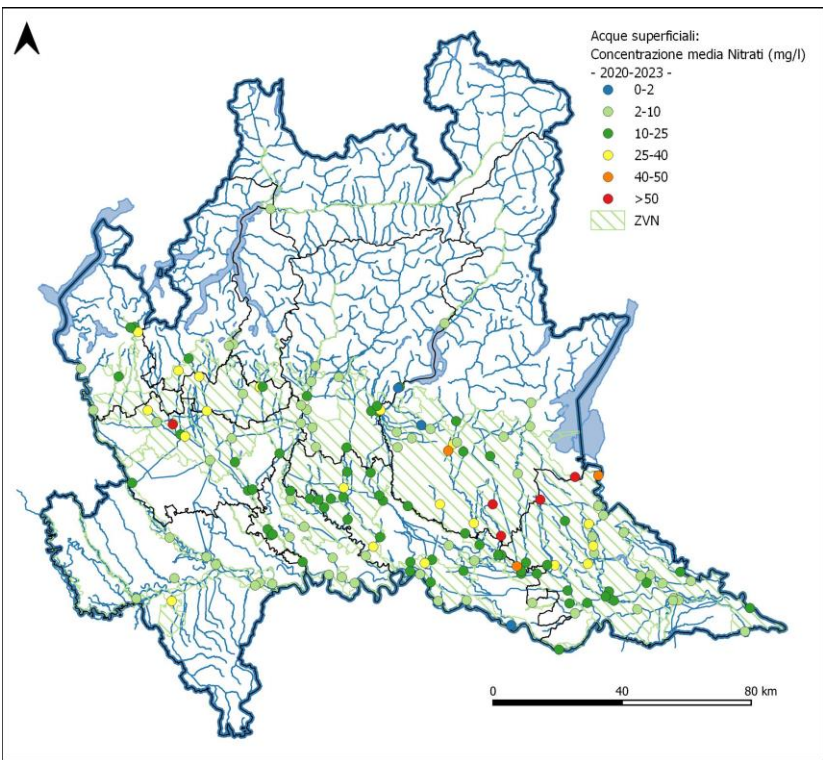 Acque superficiali:
Concentrazione media Nitrati (mg/l)
- 2020-2023 -
0-2
2-10
10-25
25-40
40-50
>50
ZVN
0 40 80 km